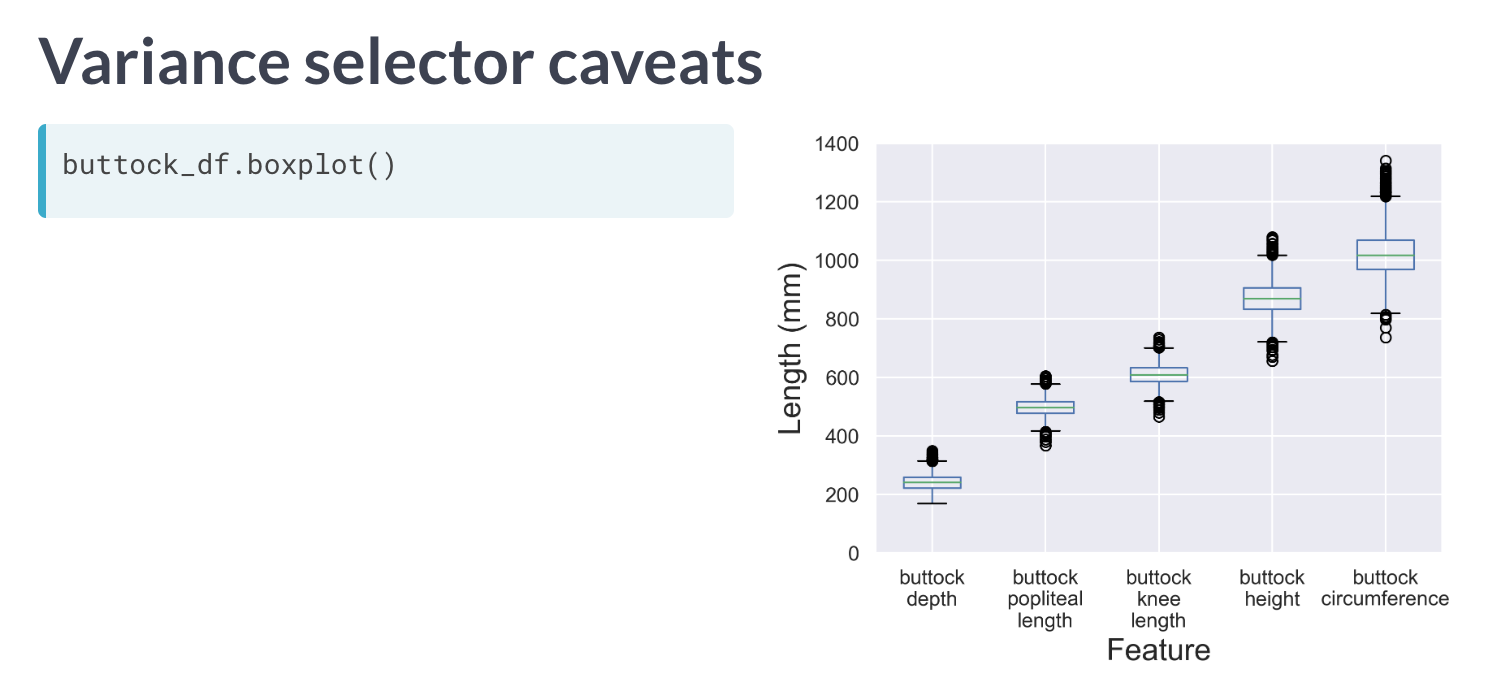 Variance selector caveats
buttock_df.boxplot()
1400
1200
1000
800
600
400
200
0
Length (mm)
buttock
depth
buttock
popliteal
length
buttock
knee
length
buttock
height
buttock
circumference
Feature